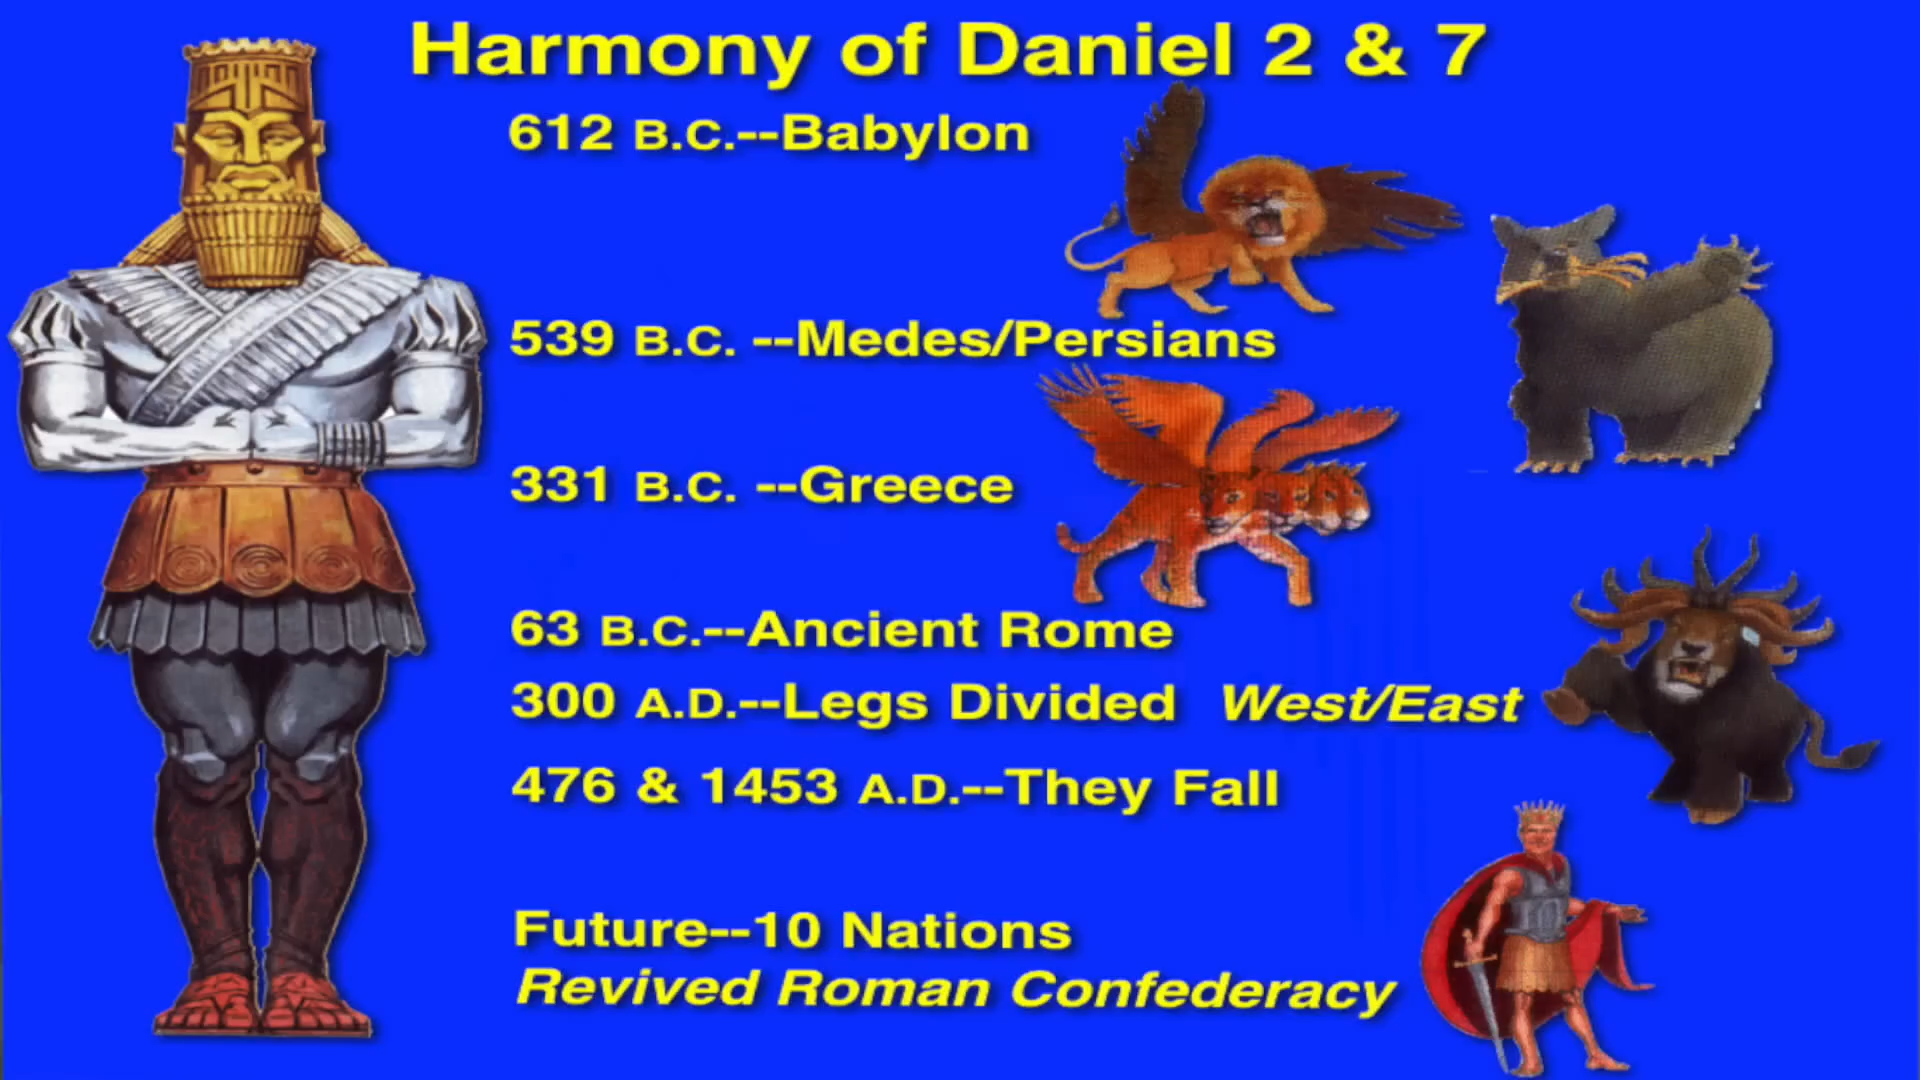 Harmony of Daniel 2 & 7
612 B.C.--Babylon
539 B.C. --Medes/Persians
331 B.C. --Greece
63 B.C.--Ancient Rome
300 A.D.--Legs Divided West/East
476 & 1453 A.D.--They Fall
Future--10 Nations
Revived Roman Confederacy